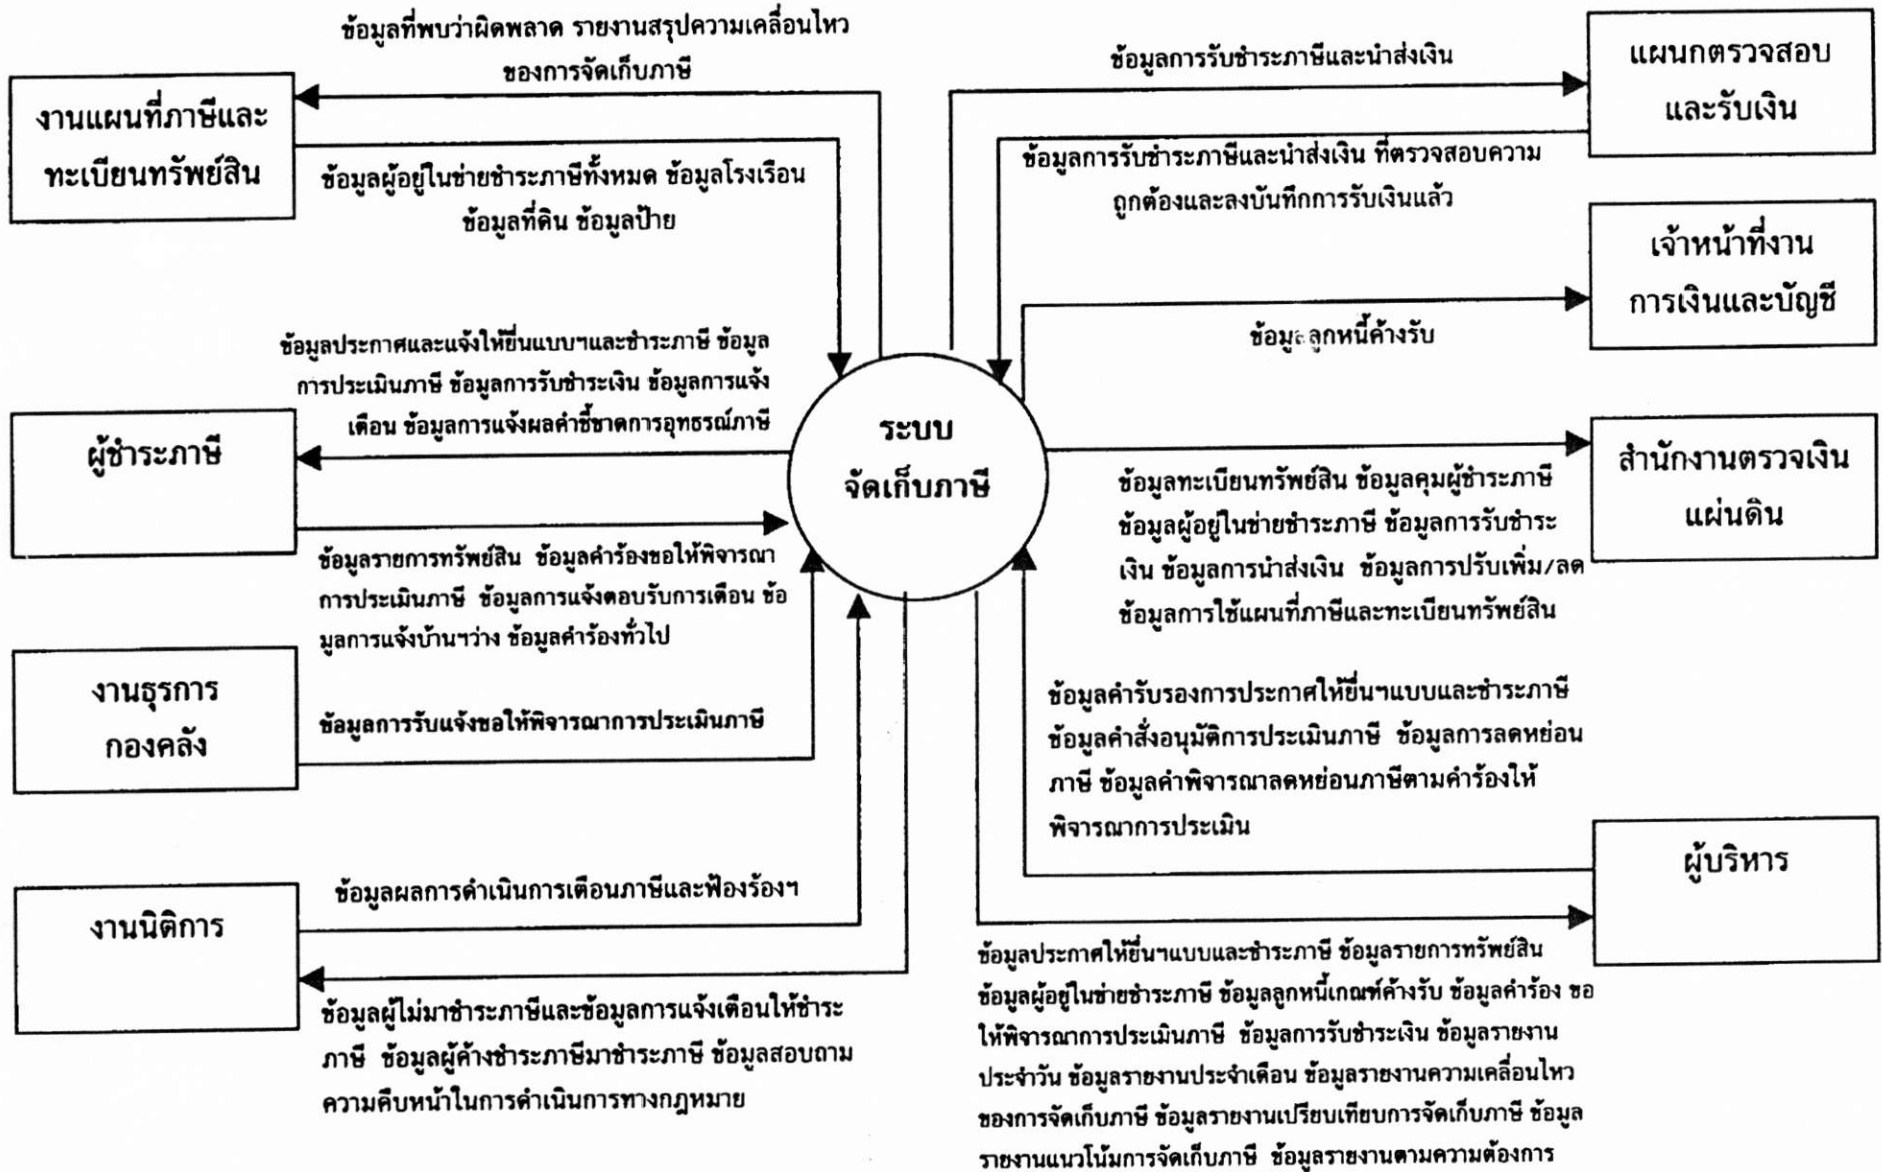 ข้อมูลที่พบว่าผิดพลาด รายงานสรุปความเคลื่อนไหว
ของการจัดเก็บภาษี
งานแผนที่ภาษีและ
ทะเบียนทรัพย์สิน
ข้อมูลผู้อยู่ในข่ายชำระภาษีทั้งหมด ข้อมูลโรงเรือน
ข้อมูลที่ดิน ข้อมูลป้าย
ข้อมูลการรับชำระภาษีและนำส่งเงิน
แผนกตรวจสอบ
และรับเงิน
ข้อมูลการรับชำระภาษีและนำส่งเงิน ที่ตรวจสอบความ
ถูกต้องและลงบันทึกการรับเงินแล้ว
เจ้าหน้าที่งาน
การเงินและบัญชี
ข้อมูลลูกหนี้ค้างรับ
ข้อมูลประกาศและแจ้งให้ยื่นแบบฯและชำระภาษี ข้อมูล
การประเมินภาษี ข้อมูลการรับชำระเงิน ข้อมูลการแจ้ง
เตือน ข้อมูลการแจ้งผลคำชี้ขาดการอุทธรณ์ภาษี
ผู้ชำระภาษี
ระบบ
จัดเก็บภาษี
สำนักงานตรวจเงิน
แผ่นดิน
ข้อมูลทะเบียนทรัพย์สิน ข้อมูลคุมผู้ชำระภาษี
ข้อมูลผู้อยู่ในข่ายชำระภาษี ข้อมูลการรับชำระ
เงิน ข้อมูลการนำส่งเงิน ข้อมูลการปรับเพิ่ม/ลด
ข้อมูลการใช้แผนที่ภาษีและทะเบียนทรัพย์สิน
ข้อมูลรายการทรัพย์สิน ข้อมูลคำร้องขอให้พิจารณา
การประเมินภาษี ข้อมูลการแจ้งตอบรับการเตือน ข้อ
มูลการแจ้งบ้านฯว่าง ข้อมูลคำร้องทั่วไป
งานธุรการ
กองคลัง
ข้อมูลการรับแจ้งขอให้พิจารณาการประเมินภาษี
ข้อมูลคำรับรองการประกาศให้ยื่นฯแบบและชำระภาษี
ข้อมูลคำสั่งอนุมัติการประเมินภาษี ข้อมูลการลดหย่อน
ภาษี ข้อมูลคำพิจารณาลดหย่อนภาษีตามคำร้องให้
พิจารณาการประเมิน
ผู้บริหาร
ข้อมูลผลการดำเนินการเตือนภาษีและฟ้องร้องฯ
งานนิติการ
ข้อมูลผู้ไม่มาชำระภาษีและข้อมูลการแจ้งเตือนให้ชำระ
ภาษี ข้อมูลผู้ค้างชำระภาษีมาชำระภาษี ข้อมูลสอบถาม
ความคืบหน้าในการดำเนินการทางกฎหมาย
ข้อมูลประกาศให้ยื่นฯแบบและชำระภาษี ข้อมูลรายการทรัพย์สิน
ข้อมูลผู้อยู่ในข่ายชำระภาษี ข้อมูลลูกหนี้เกณฑ์ค้างรับ ข้อมูลคำร้อง ขอ
ให้พิจารณาการประเมินภาษี ข้อมูลการรับชำระเงิน ข้อมูลรายงาน
ประจำวัน ข้อมูลรายงานประจำเดือน ข้อมูลรายงานความเคลื่อนไหว
ของการจัดเก็บภาษี ข้อมูลรายงานเปรียบเทียบการจัดเก็บภาษี ข้อมูล
รายงานแนวโน้มการจัดเก็บภาษี ข้อมูลรายงานตามความต้องการ